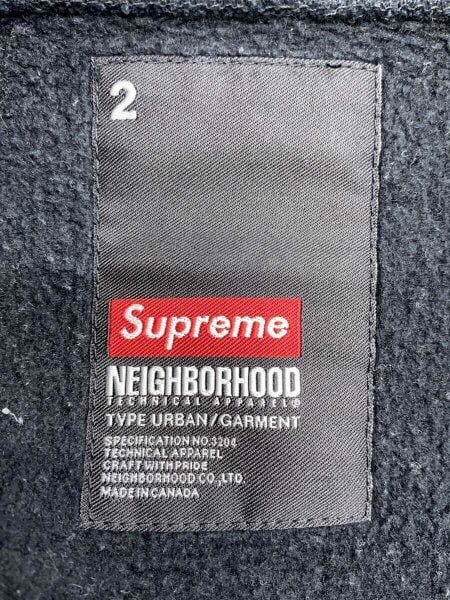 2
Supreme
NEIGHBORHOOD
TECHNICAL APPAREL®
TYPE URBAN/GARMENT
SPECIFICATION NO.3204
TECHNICAL APPAREL
CRAFT WITH PRIDE
NEIGHBORHOOD CO.,LTD.
MADE IN CANADA